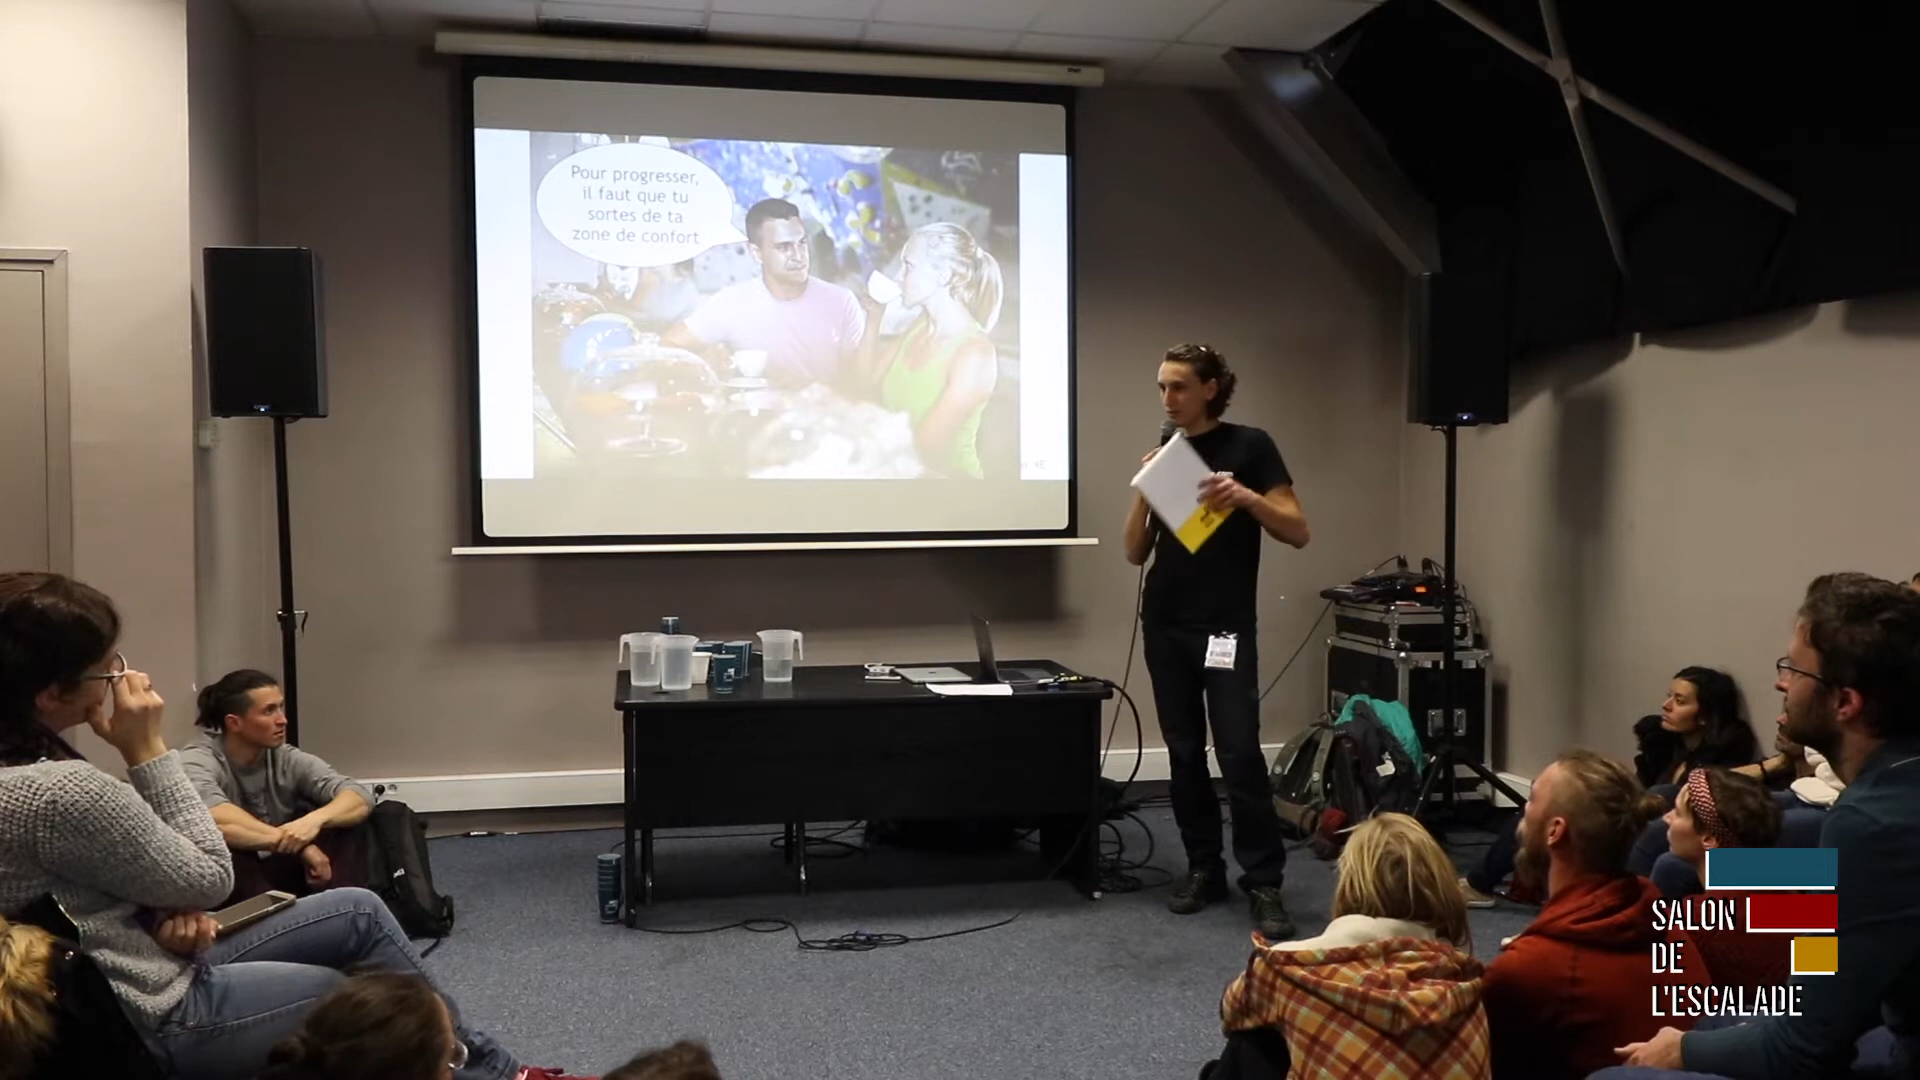 Pour progresser,
il faut que tu
sortes de ta
zone de confort
SALON
DE
L'ESCALADE